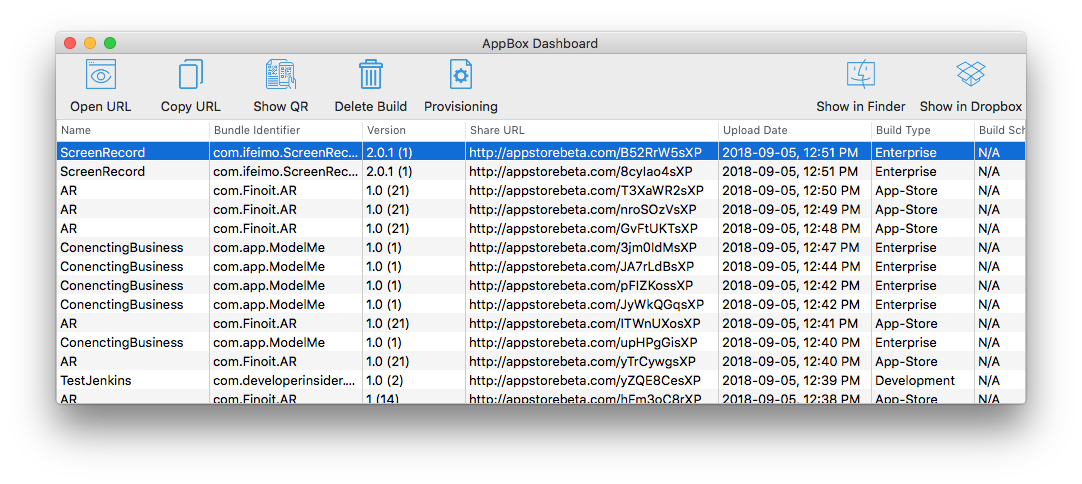 AppBox Dashboard
Open URL Copy URL Show QR Delete Build Provisioning Show in Finder Show in Dropbox
Name Bundle Identifier Version Share URL Upload Date Build Type Build Sch
ScreenRecord com.ifeimo.ScreenRec... 2.0.1 (1) http://appstorebeta.com/B52RrW5sXP 2018-09-05, 12:51 PM Enterprise N/A
ScreenRecord com.ifeimo.ScreenRec... 2.0.1 (1) http://appstorebeta.com/8cyIao4sXP 2018-09-05, 12:51 PM Enterprise N/A
AR com.Finoit.AR 1.0 (21) http://appstorebeta.com/T3XaWR2sXP 2018-09-05, 12:50 PM App-Store N/A
AR com.Finoit.AR 1.0 (21) http://appstorebeta.com/nroSOzVsXP 2018-09-05, 12:49 PM App-Store N/A
AR com.Finoit.AR 1.0 (21) http://appstorebeta.com/GvFtUKTsXP 2018-09-05, 12:48 PM App-Store N/A
ConenctingBusiness com.app.ModelMe 1.0 (1) http://appstorebeta.com/3jm0IdMsXP 2018-09-05, 12:47 PM Enterprise N/A
ConenctingBusiness com.app.ModelMe 1.0 (1) http://appstorebeta.com/JA7rLdBsXP 2018-09-05, 12:44 PM Enterprise N/A
ConenctingBusiness com.app.ModelMe 1.0 (1) http://appstorebeta.com/pFIZKossXP 2018-09-05, 12:42 PM Enterprise N/A
ConenctingBusiness com.app.ModelMe 1.0 (1) http://appstorebeta.com/JyWkQGqsXP 2018-09-05, 12:42 PM Enterprise N/A
AR com.Finoit.AR 1.0 (21) http://appstorebeta.com/ITWnUXosXP 2018-09-05, 12:41 PM App-Store N/A
ConenctingBusiness com.app.ModelMe 1.0 (1) http://appstorebeta.com/upHPgGisXP 2018-09-05, 12:40 PM Enterprise N/A
AR com.Finoit.AR 1.0 (21) http://appstorebeta.com/yTrCywgsXP 2018-09-05, 12:40 PM App-Store N/A
TestJenkins com.developerinsider.... 1.0 (2) http://appstorebeta.com/yZQE8CesXP 2018-09-05, 12:39 PM Development N/A
AR com.Finoit.AR 1 (14) http://appstorebeta.com/hFm3oC8rXP 2018-09-05, 12:38 PM App-Store N/A